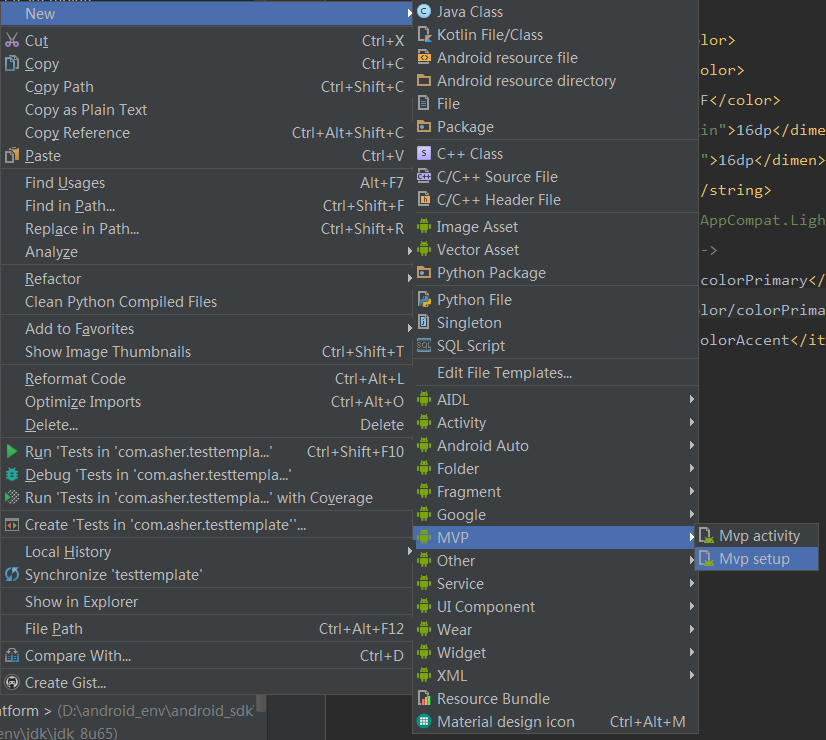 New
Cut Ctrl+X
Copy Ctrl+C
Copy Path Ctrl+Shift+C
Copy as Plain Text
Copy Reference Ctrl+Alt+Shift+C
Paste Ctrl+V
Find Usages Alt+F7
Find in Path... Ctrl+Shift+F
Replace in Path... Ctrl+Shift+R
Analyze
Refactor
Clean Python Compiled Files
Add to Favorites
Show Image Thumbnails Ctrl+Shift+T
Reformat Code Ctrl+Alt+L
Optimize Imports Ctrl+Alt+O
Delete... Delete
Run 'Tests in 'com.asher.testtempla...' Ctrl+Shift+F10
Debug 'Tests in 'com.asher.testtempla...'
Run 'Tests in 'com.asher.testtempla...' with Coverage
Create 'Tests in 'com.asher.testtemplate''...
Local History
Synchronize 'testtemplate'
Show in Explorer
File Path Ctrl+Alt+F12
Compare With... Ctrl+D
Create Gist...
atform > (D:\android_env\android_sdk
env\jdk\jdk_8u65)
Java Class
Kotlin File/Class
Android resource file
Android resource directory
File
Package
C++ Class
C/C++ Source File
C/C++ Header File
Image Asset
Vector Asset
Python Package
Python File
Singleton
SQL Script
Edit File Templates...
AIDL
Activity
Android Auto
Folder
Fragment
Google
MVP
Other
Service
UI Component
Wear
Widget
XML
Resource Bundle
Material design icon Ctrl+Alt+M
Mvp activity
Mvp setup
lor>
olor>
F</color>
in">16dp</dime
">16dp</dimen>
/string>
AppCompat.Ligh
->
colorPrimary</
lor/colorPrima
olorAccent</it